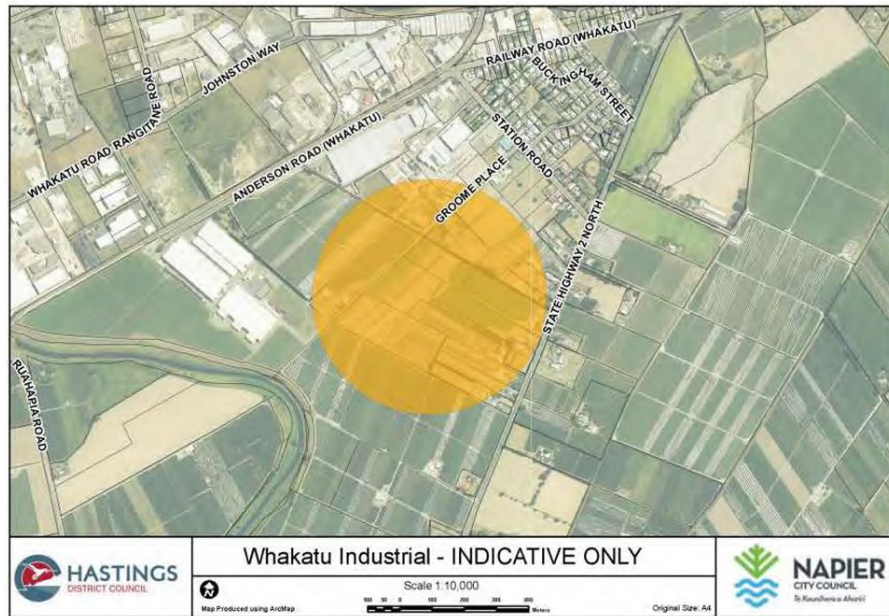 RAILWAY ROAD (WHAKATU)
BUCKINGHAM STREET
JOHNSTON WAY
WHAKATU ROAD RANGITANE ROAD
ANDERSON ROAD (WHAKATU)
STATION ROAD
GROOME PLACE
STATE HIGHWAY 2 NORTH
RUAHAPIA ROAD
HASTINGS
DISTRICT COUNCIL
Whakatu Industrial - INDICATIVE ONLY
Scale 1:10,000
Map Produced using ArcMap
Meters
Original Size: A4
NAPIER
CITY COUNCIL